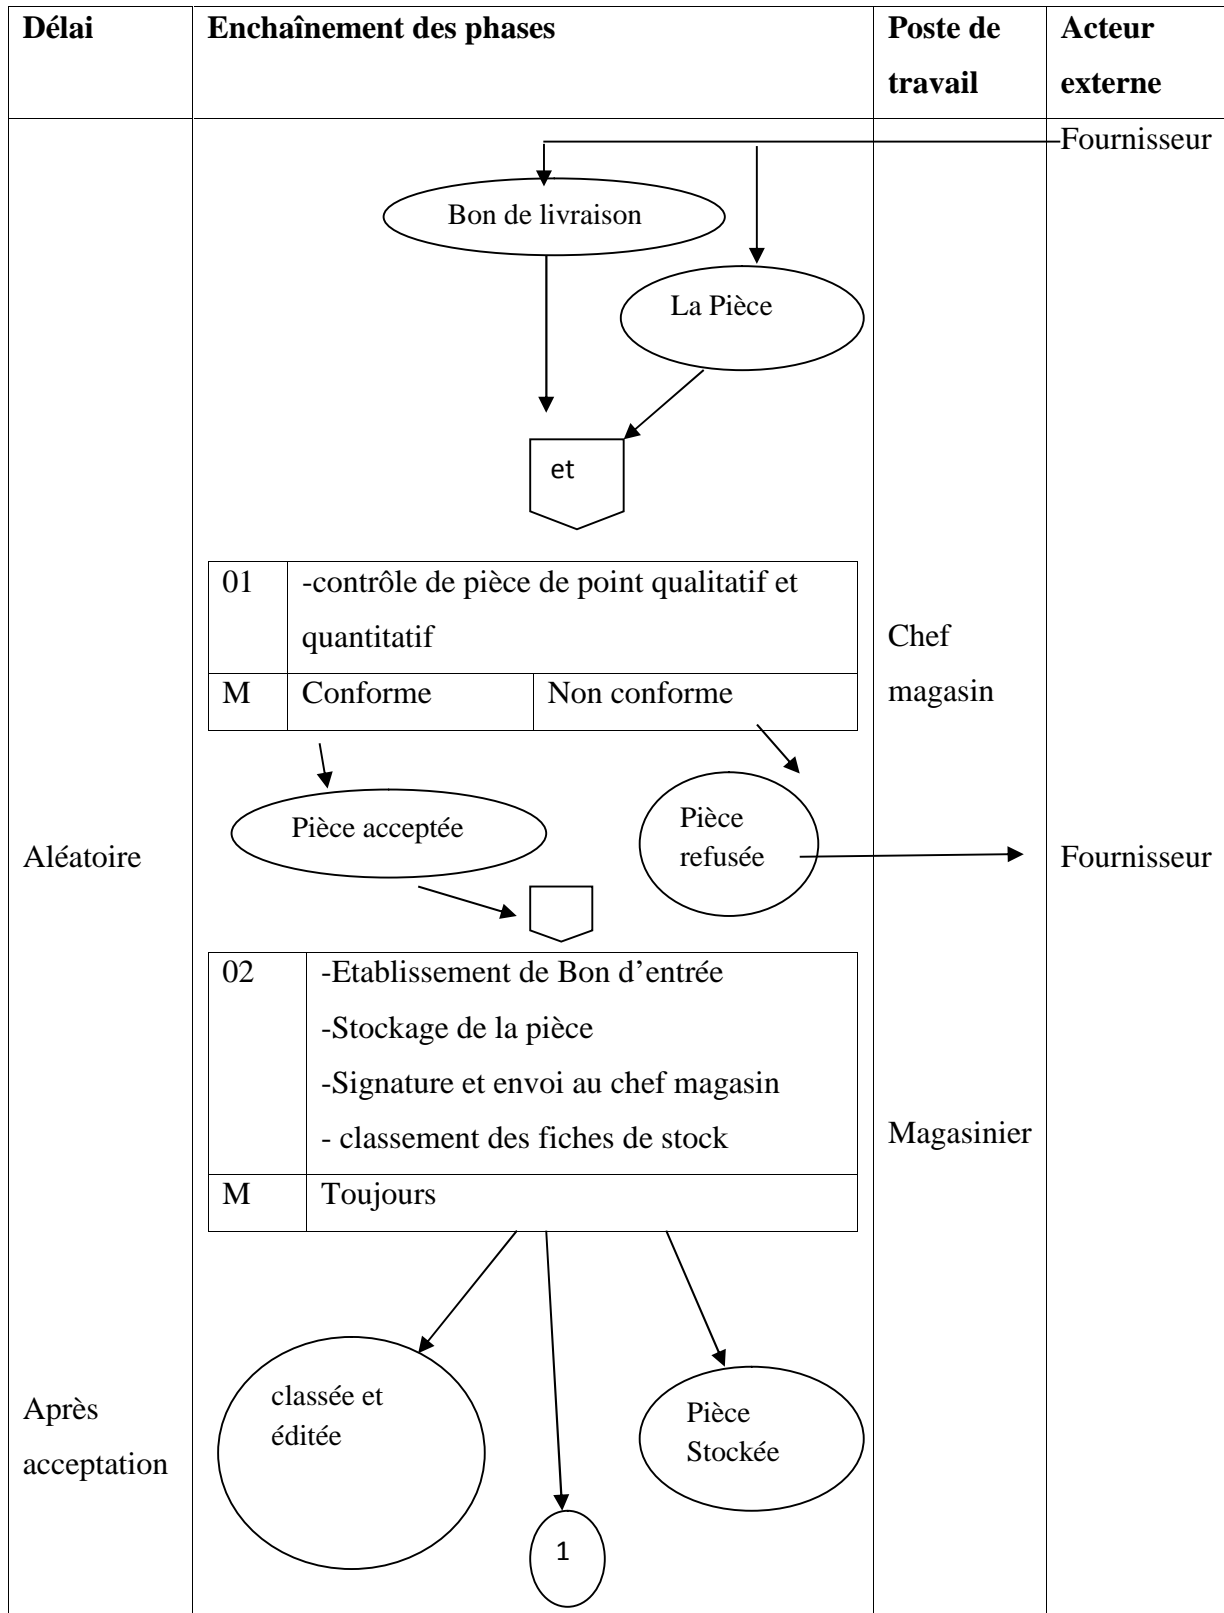 Délai
Enchaînement des phases
Poste de
travail
Acteur
externe
Fournisseur
Bon de livraison
La Pièce
et
01
-contrôle de pièce de point qualitatif et
quantitatif
M
Conforme
Non conforme
Chef
magasin
Pièce acceptée
Pièce
refusée
Aléatoire
Fournisseur
02
-Etablissement de Bon d’entrée
-Stockage de la pièce
-Signature et envoi au chef magasin
- classement des fiches de stock
M
Toujours
Magasinier
classée et
éditée
Pièce
Stockée
Après
acceptation
1